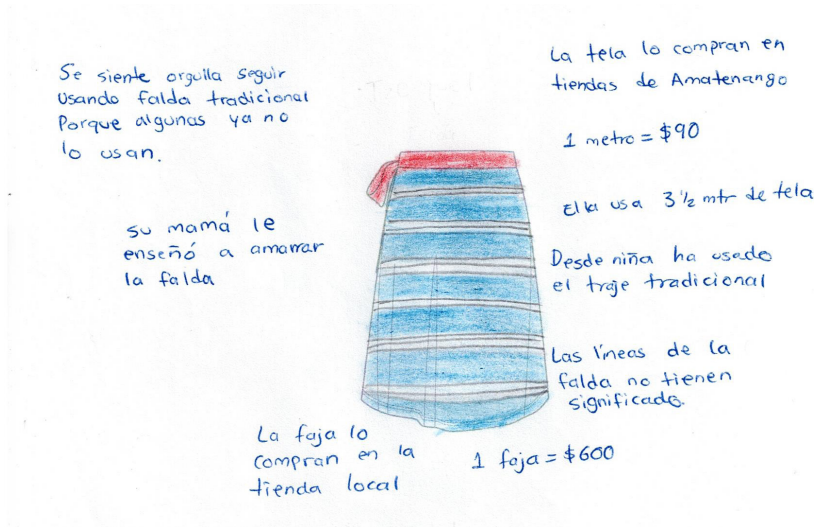 Se siente orgulla seguir
usando falda tradicional
Porque algunas ya no
lo usan.
su mamá le
enseñó a amarrar
la falda
La tela lo compran en
tiendas de Amatenango
1 metro = $90
Ella usa 3 ½ mtr de tela
Desde niña ha usado
el traje tradicional
Las líneas de la
falda no tienen
significado.
La faja lo
compran en la
tienda local
1 faja = $600